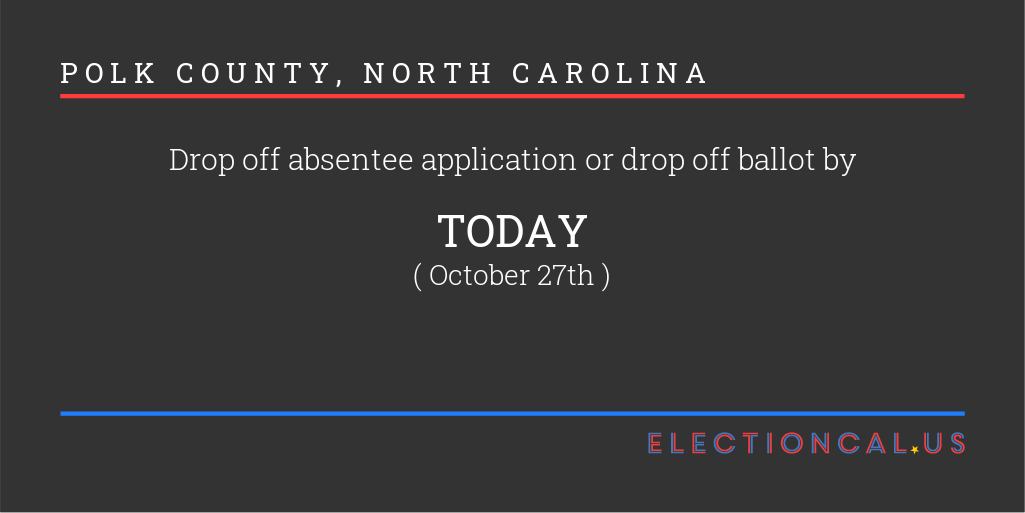 POLK COUNTY, NORTH CAROLINA
Drop off absentee application or drop off ballot by
TODAY
( October 27th )
ELECTIONCAL.US